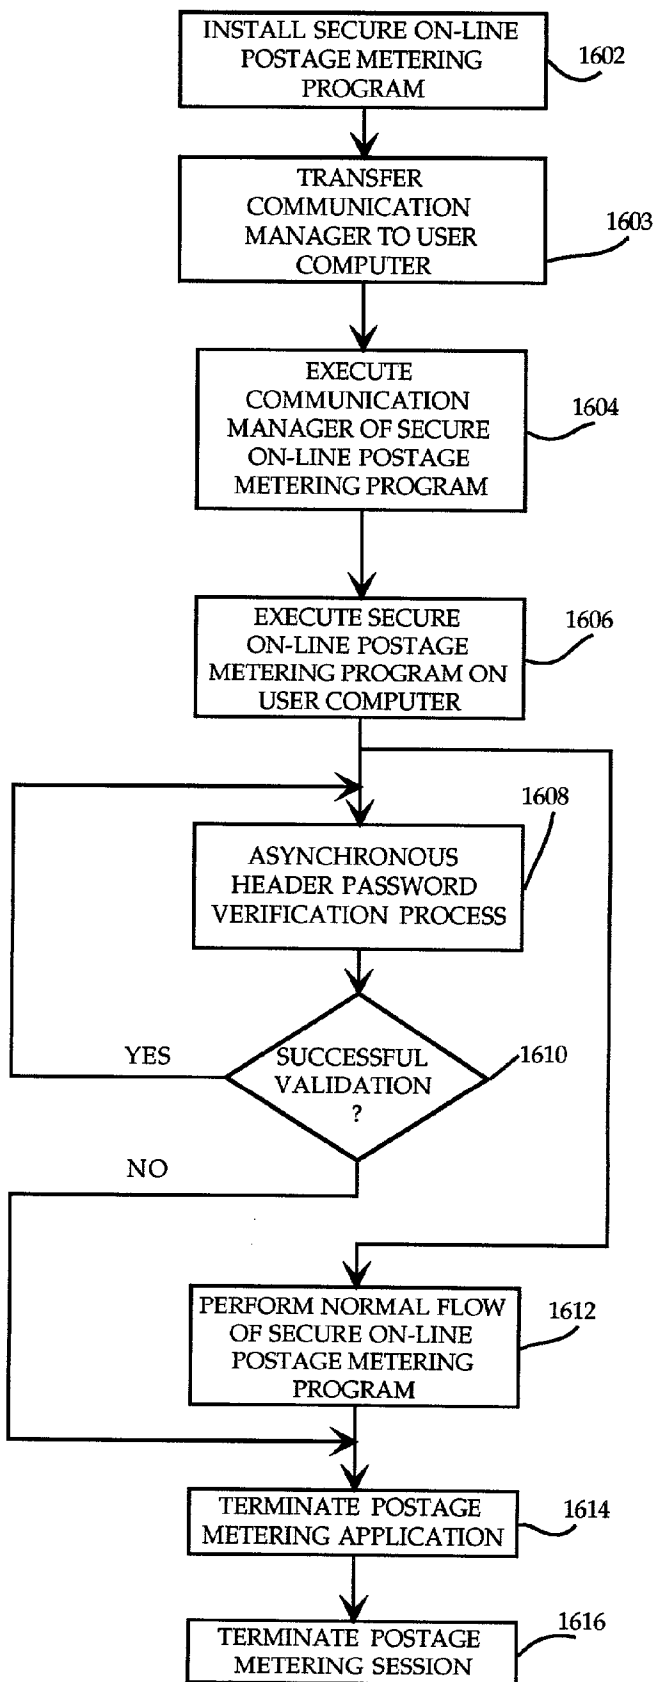 INSTALL SECURE ON-LINE
POSTAGE METERING
PROGRAM
1602
TRANSFER
COMMUNICATION
MANAGER TO USER
COMPUTER
1603
EXECUTE
COMMUNICATION
MANAGER OF SECURE
ON-LINE POSTAGE
METERING PROGRAM
1604
EXECUTE SECURE
ON-LINE POSTAGE
METERING PROGRAM ON
USER COMPUTER
1606
ASYNCHRONOUS
HEADER PASSWORD
VERIFICATION PROCESS
1608
YES
SUCCESSFUL
VALIDATION
?
1610
NO
PERFORM NORMAL FLOW
OF SECURE ON-LINE
POSTAGE METERING
PROGRAM
1612
TERMINATE POSTAGE
METERING APPLICATION
1614
TERMINATE POSTAGE
METERING SESSION
1616